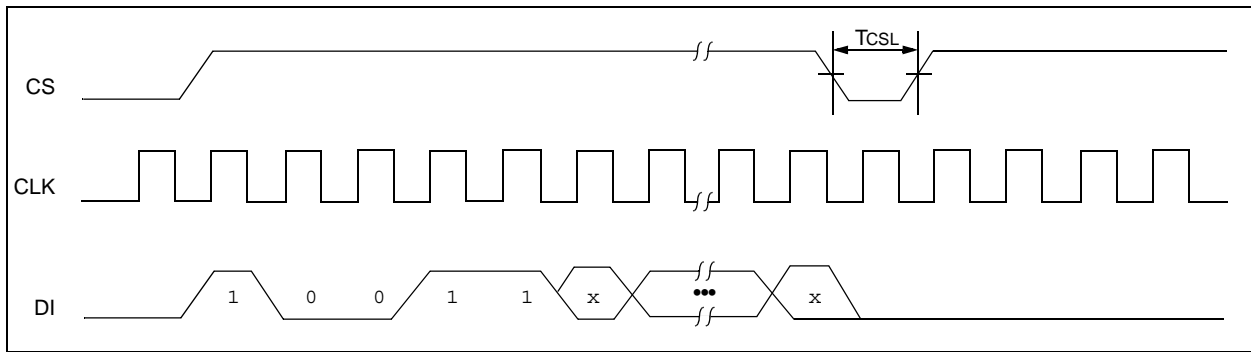 TCSL
CS
CLK
DI 1 0 0 1 1 x ••• x